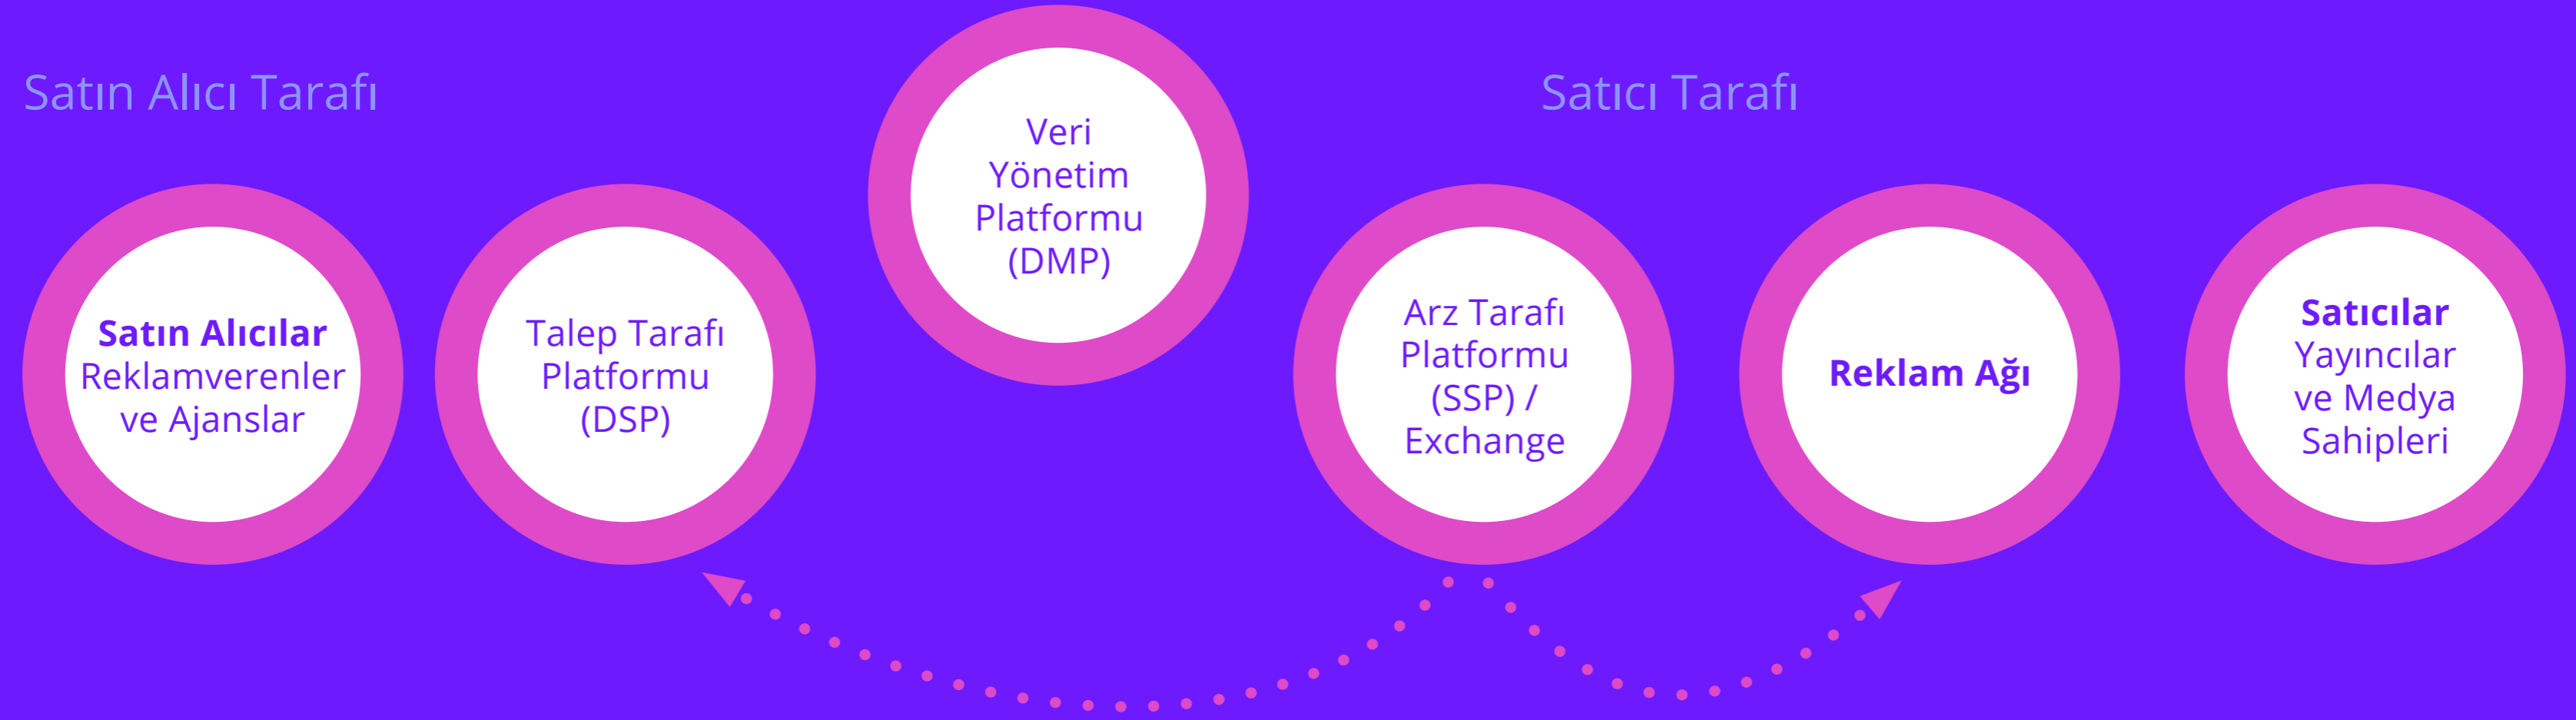 Satın Alıcı Tarafı
Satıcı Tarafı
Satın Alıcılar
Reklamverenler
ve Ajanslar
Talep Tarafı
Platformu
(DSP)
Veri
Yönetim
Platformu
(DMP)
Arz Tarafı
Platformu
(SSP) /
Exchange
Reklam Ağı
Satıcılar
Yayıncılar
ve Medya
Sahipleri